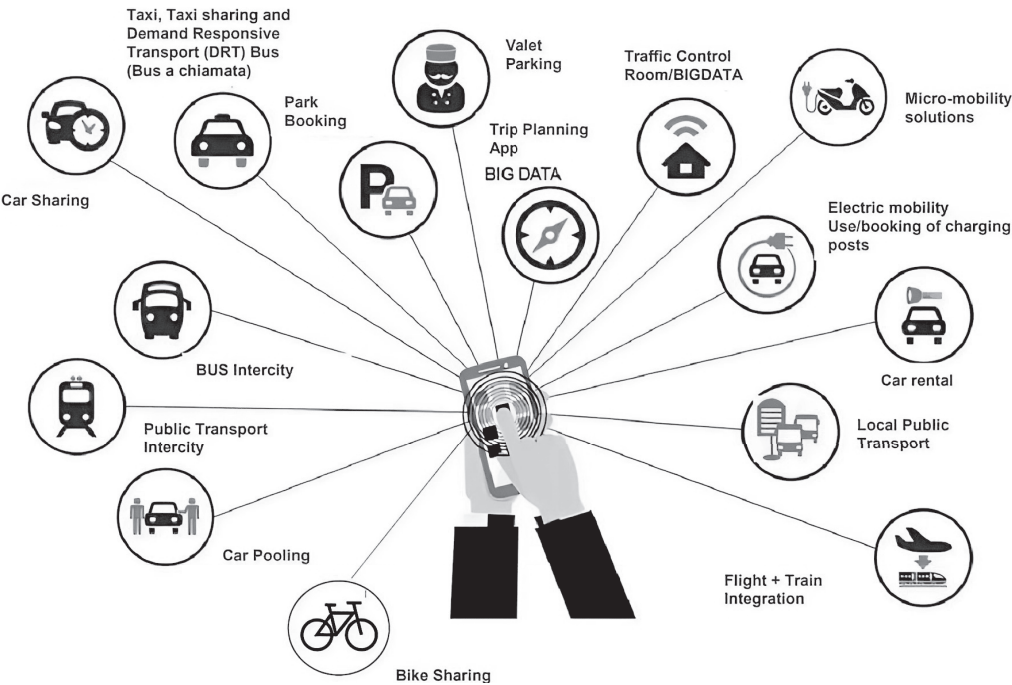 Taxi, Taxi sharing and
Demand Responsive
Transport (DRT) Bus
(Bus a chiamata)
Valet
Parking
Traffic Control
Room/BIGDATA
Micro-mobility
solutions
Park
Booking
Trip Planning
App
BIG DATA
Car Sharing
P
Electric mobility
Use/booking of charging
posts
BUS Intercity
Car rental
Public Transport
Intercity
Local Public
Transport
Car Pooling
Flight + Train
Integration
Bike Sharing